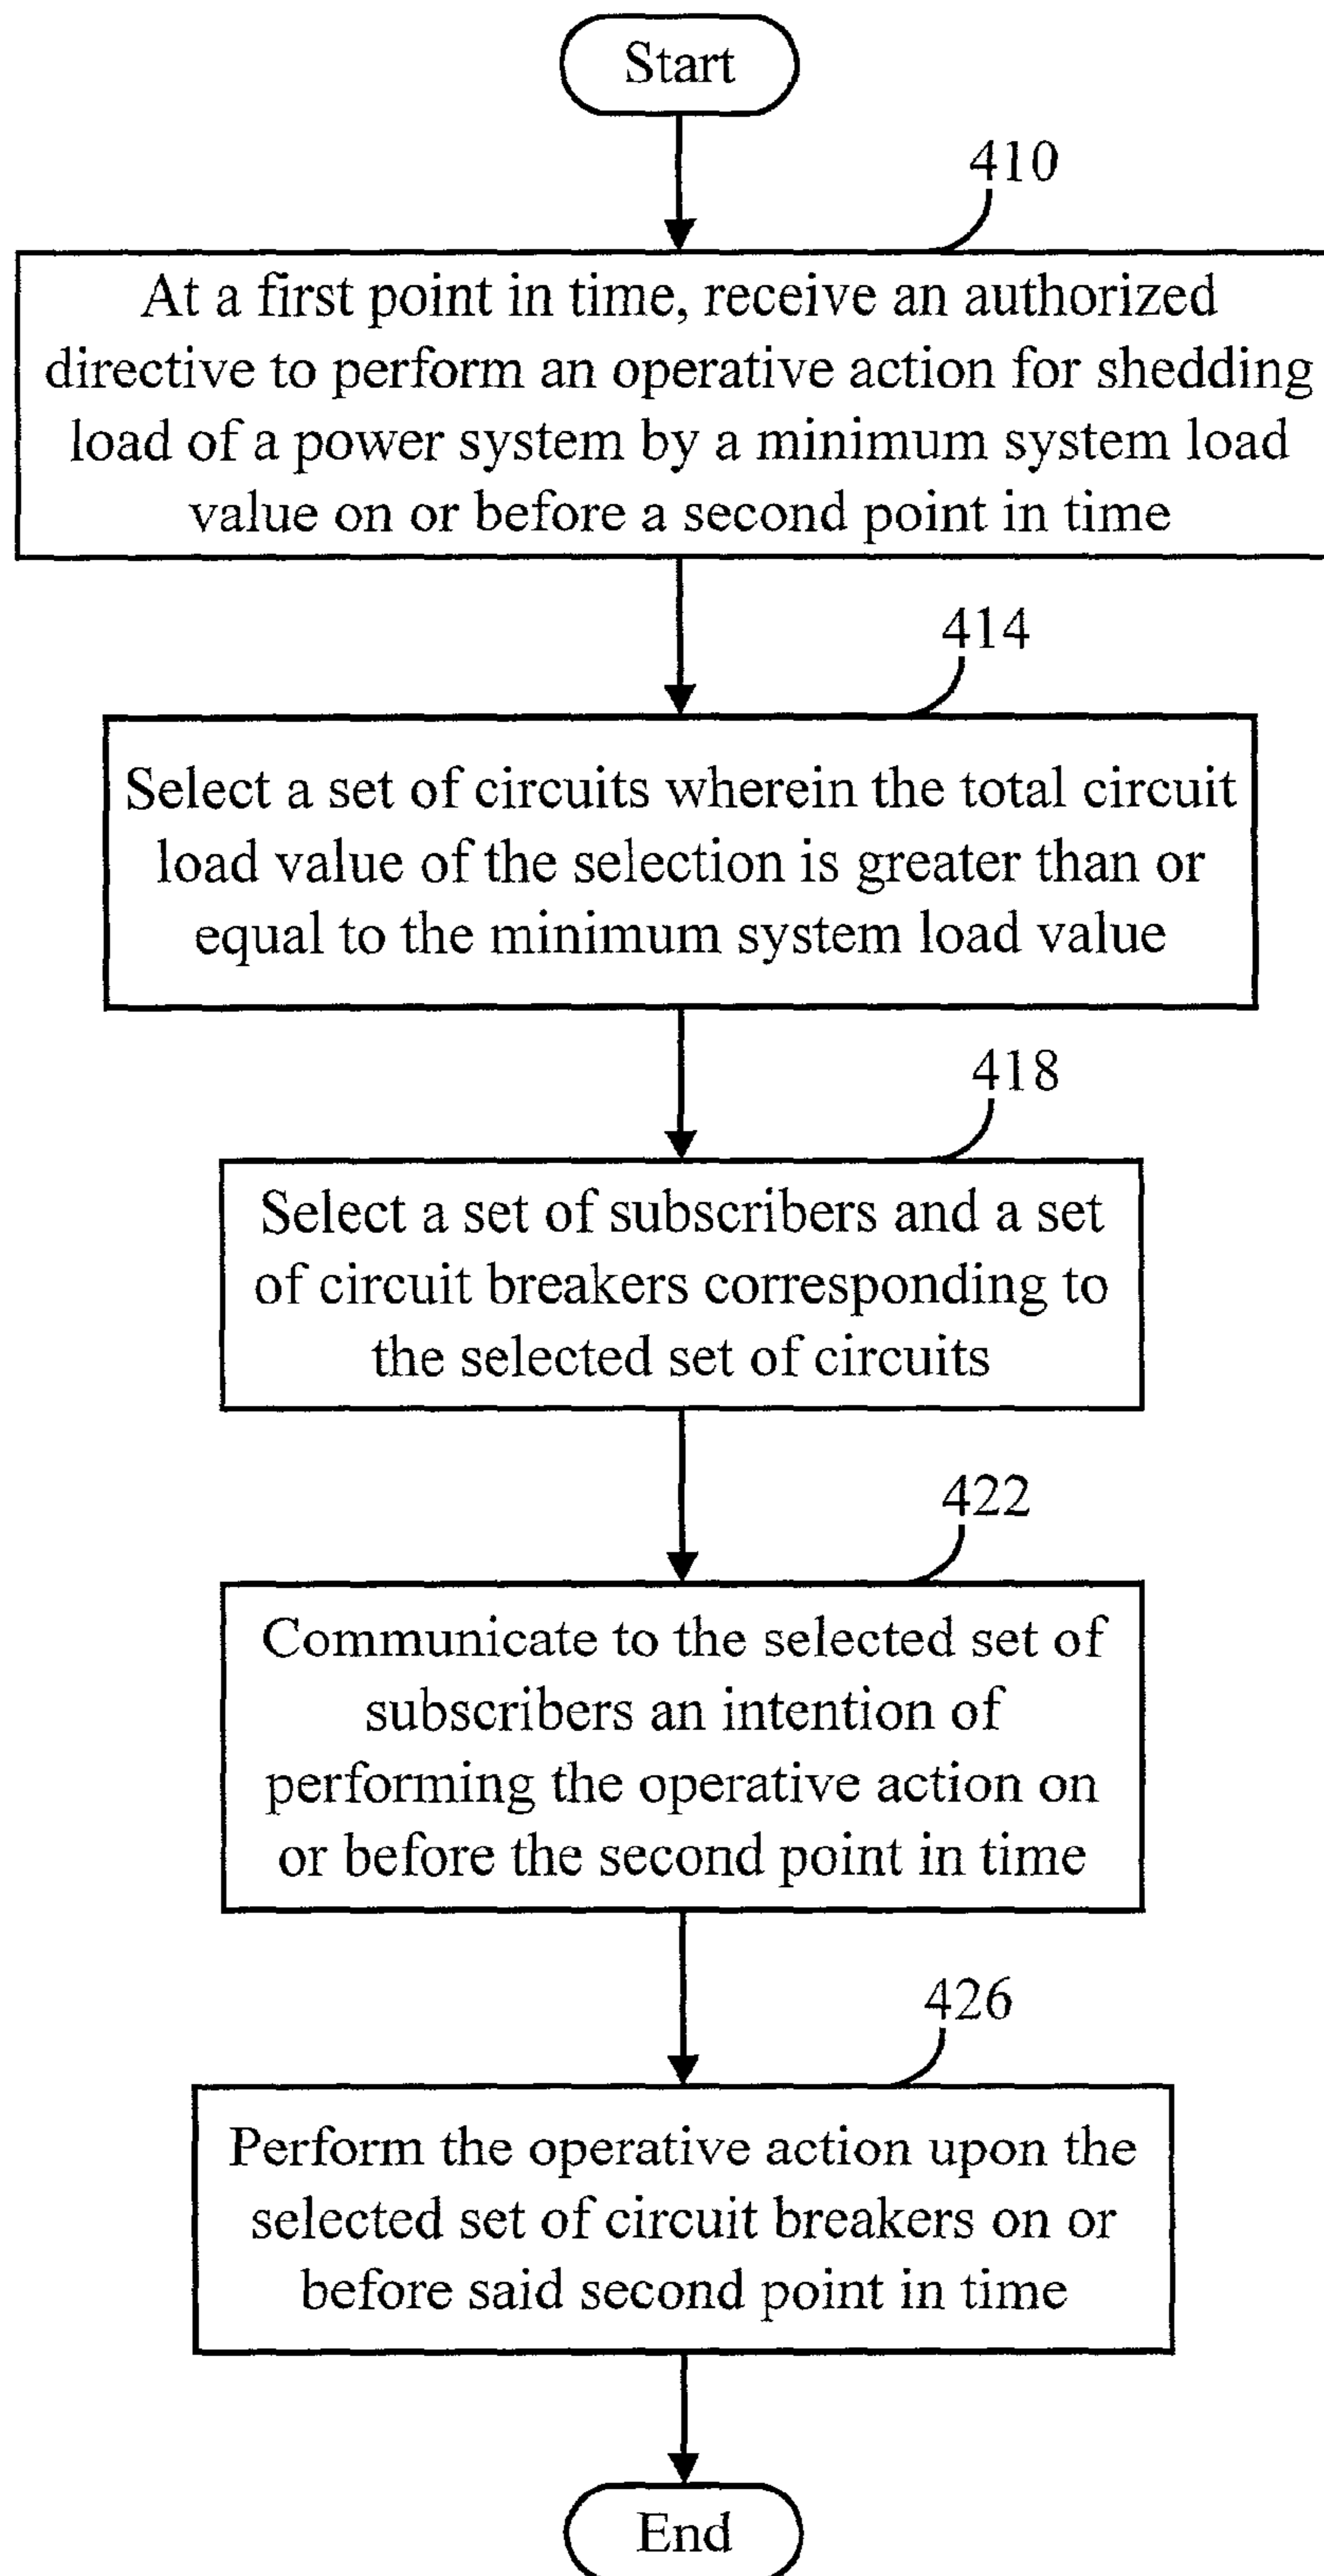 Start
410
At a first point in time, receive an authorized
directive to perform an operative action for shedding
load of a power system by a minimum system load
value on or before a second point in time
414
Select a set of circuits wherein the total circuit
load value of the selection is greater than or
equal to the minimum system load value
418
Select a set of subscribers and a set
of circuit breakers corresponding to
the selected set of circuits
422
Communicate to the selected set of
subscribers an intention of
performing the operative action on
or before the second point in time
426
Perform the operative action upon the
selected set of circuit breakers on or
before said second point in time
End